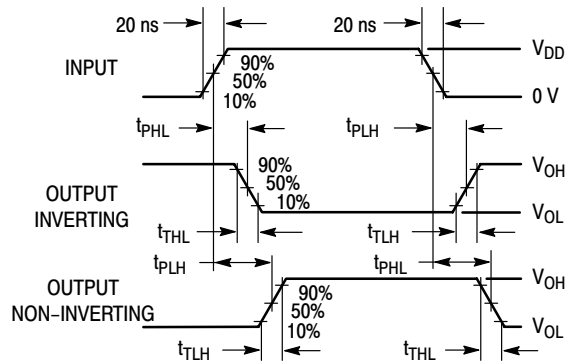 20 ns 20 ns
INPUT
90%
50%
10%
V_DD
0 V
t_PHL t_PLH
OUTPUT
INVERTING
90%
50%
10%
V_OH
V_OL
t_THL t_TLH
t_PLH t_PHL
OUTPUT
NON−INVERTING
90%
50%
10%
V_OH
V_OL
t_TLH t_THL